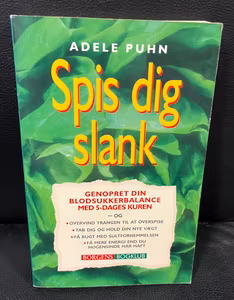 ADELE PUHN
Spis dig
slank
GENOPRET DIN
BLODSUKKERBALANCE
MED 5-DAGES KUREN
— OG
• OVERVIND TRANGEN TIL AT OVERSPISE
• TAB DIG OG HOLD DIN NYE VÆGT
• FÅ BUGT MED SULTFORNEMMELSEN
• FÅ MERE ENERGI END DU
NOGENSINDE HAR HAFT
BORGENS BOGKLUB